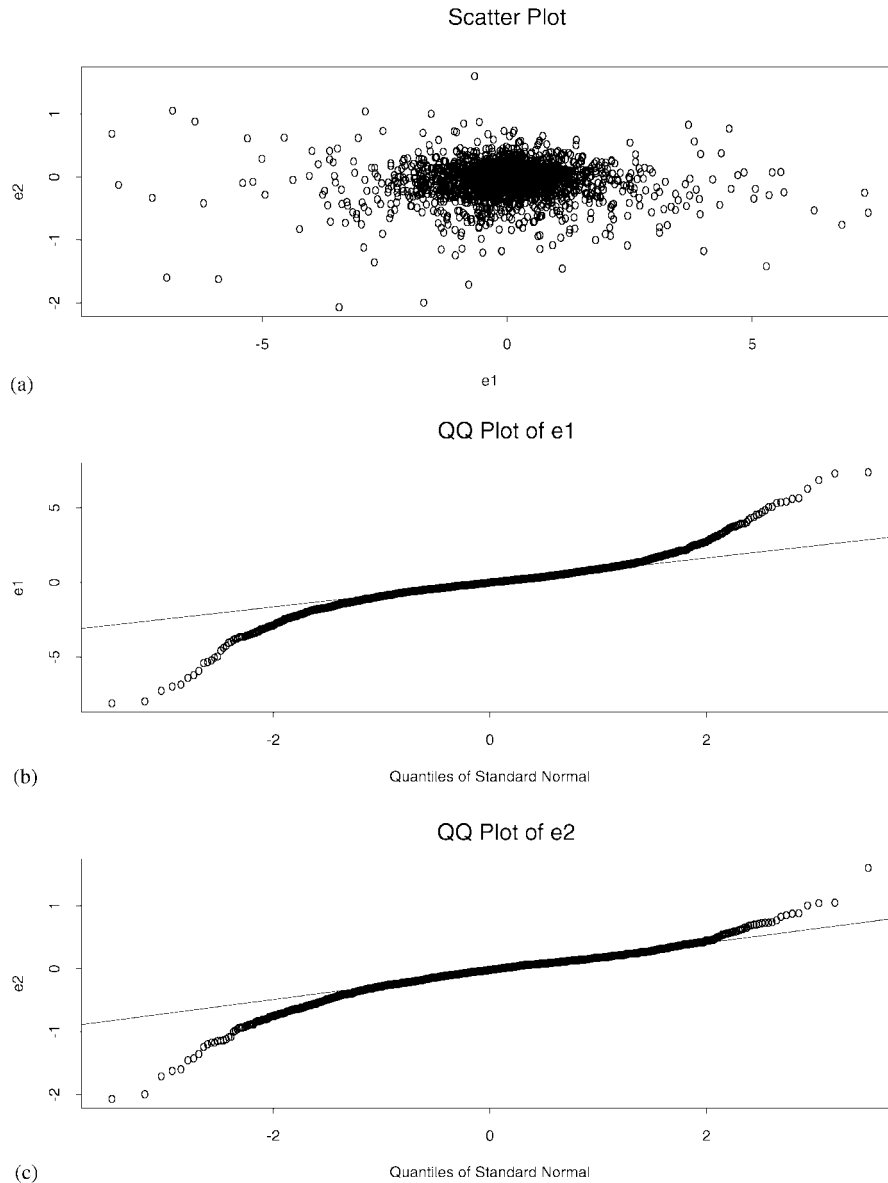 Scatter Plot
1
0
-1
-2
e2
-5
0
5
e1
(a)
QQ Plot of e1
5
0
-5
e1
-2
0
2
Quantiles of Standard Normal
(b)
QQ Plot of e2
1
0
-1
-2
e2
-2
0
2
Quantiles of Standard Normal
(c)